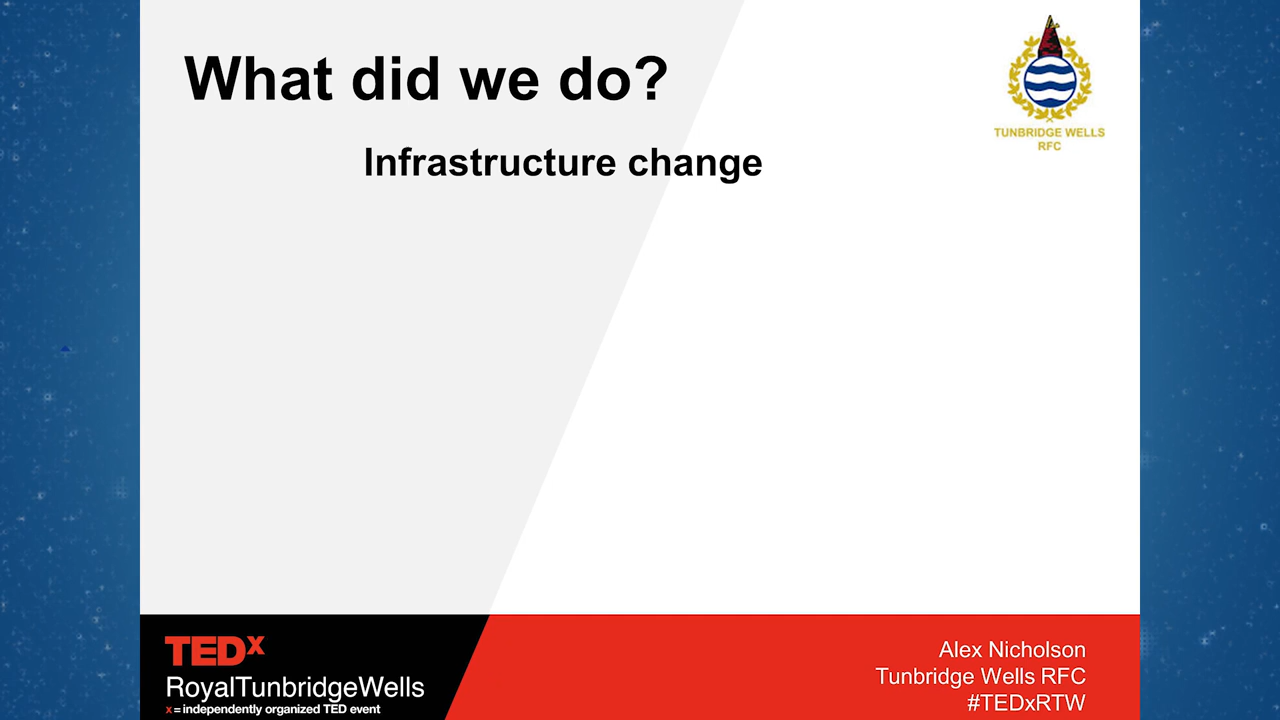 What did we do?
Infrastructure change
TUNBRIDGE WELLS
RFC
TEDx
RoyalTunbridgeWells
x = independently organized TED event
Alex Nicholson
Tunbridge Wells RFC
#TEDxRTW